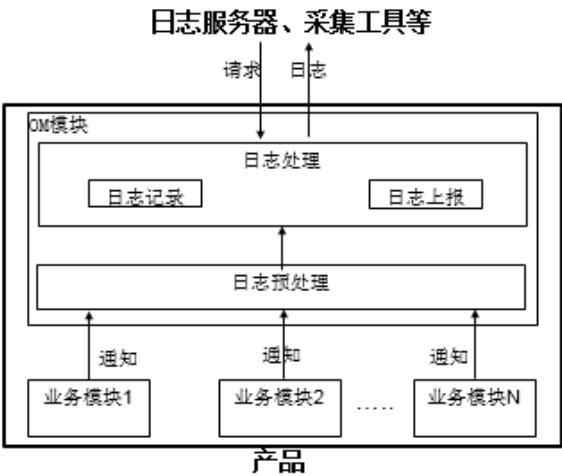 日志服务器、采集工具等
请求 日志
OM模块
日志处理
日志记录 日志上报
日志预处理
通知 通知 通知
业务模块1 业务模块2 ..... 业务模块N
产品